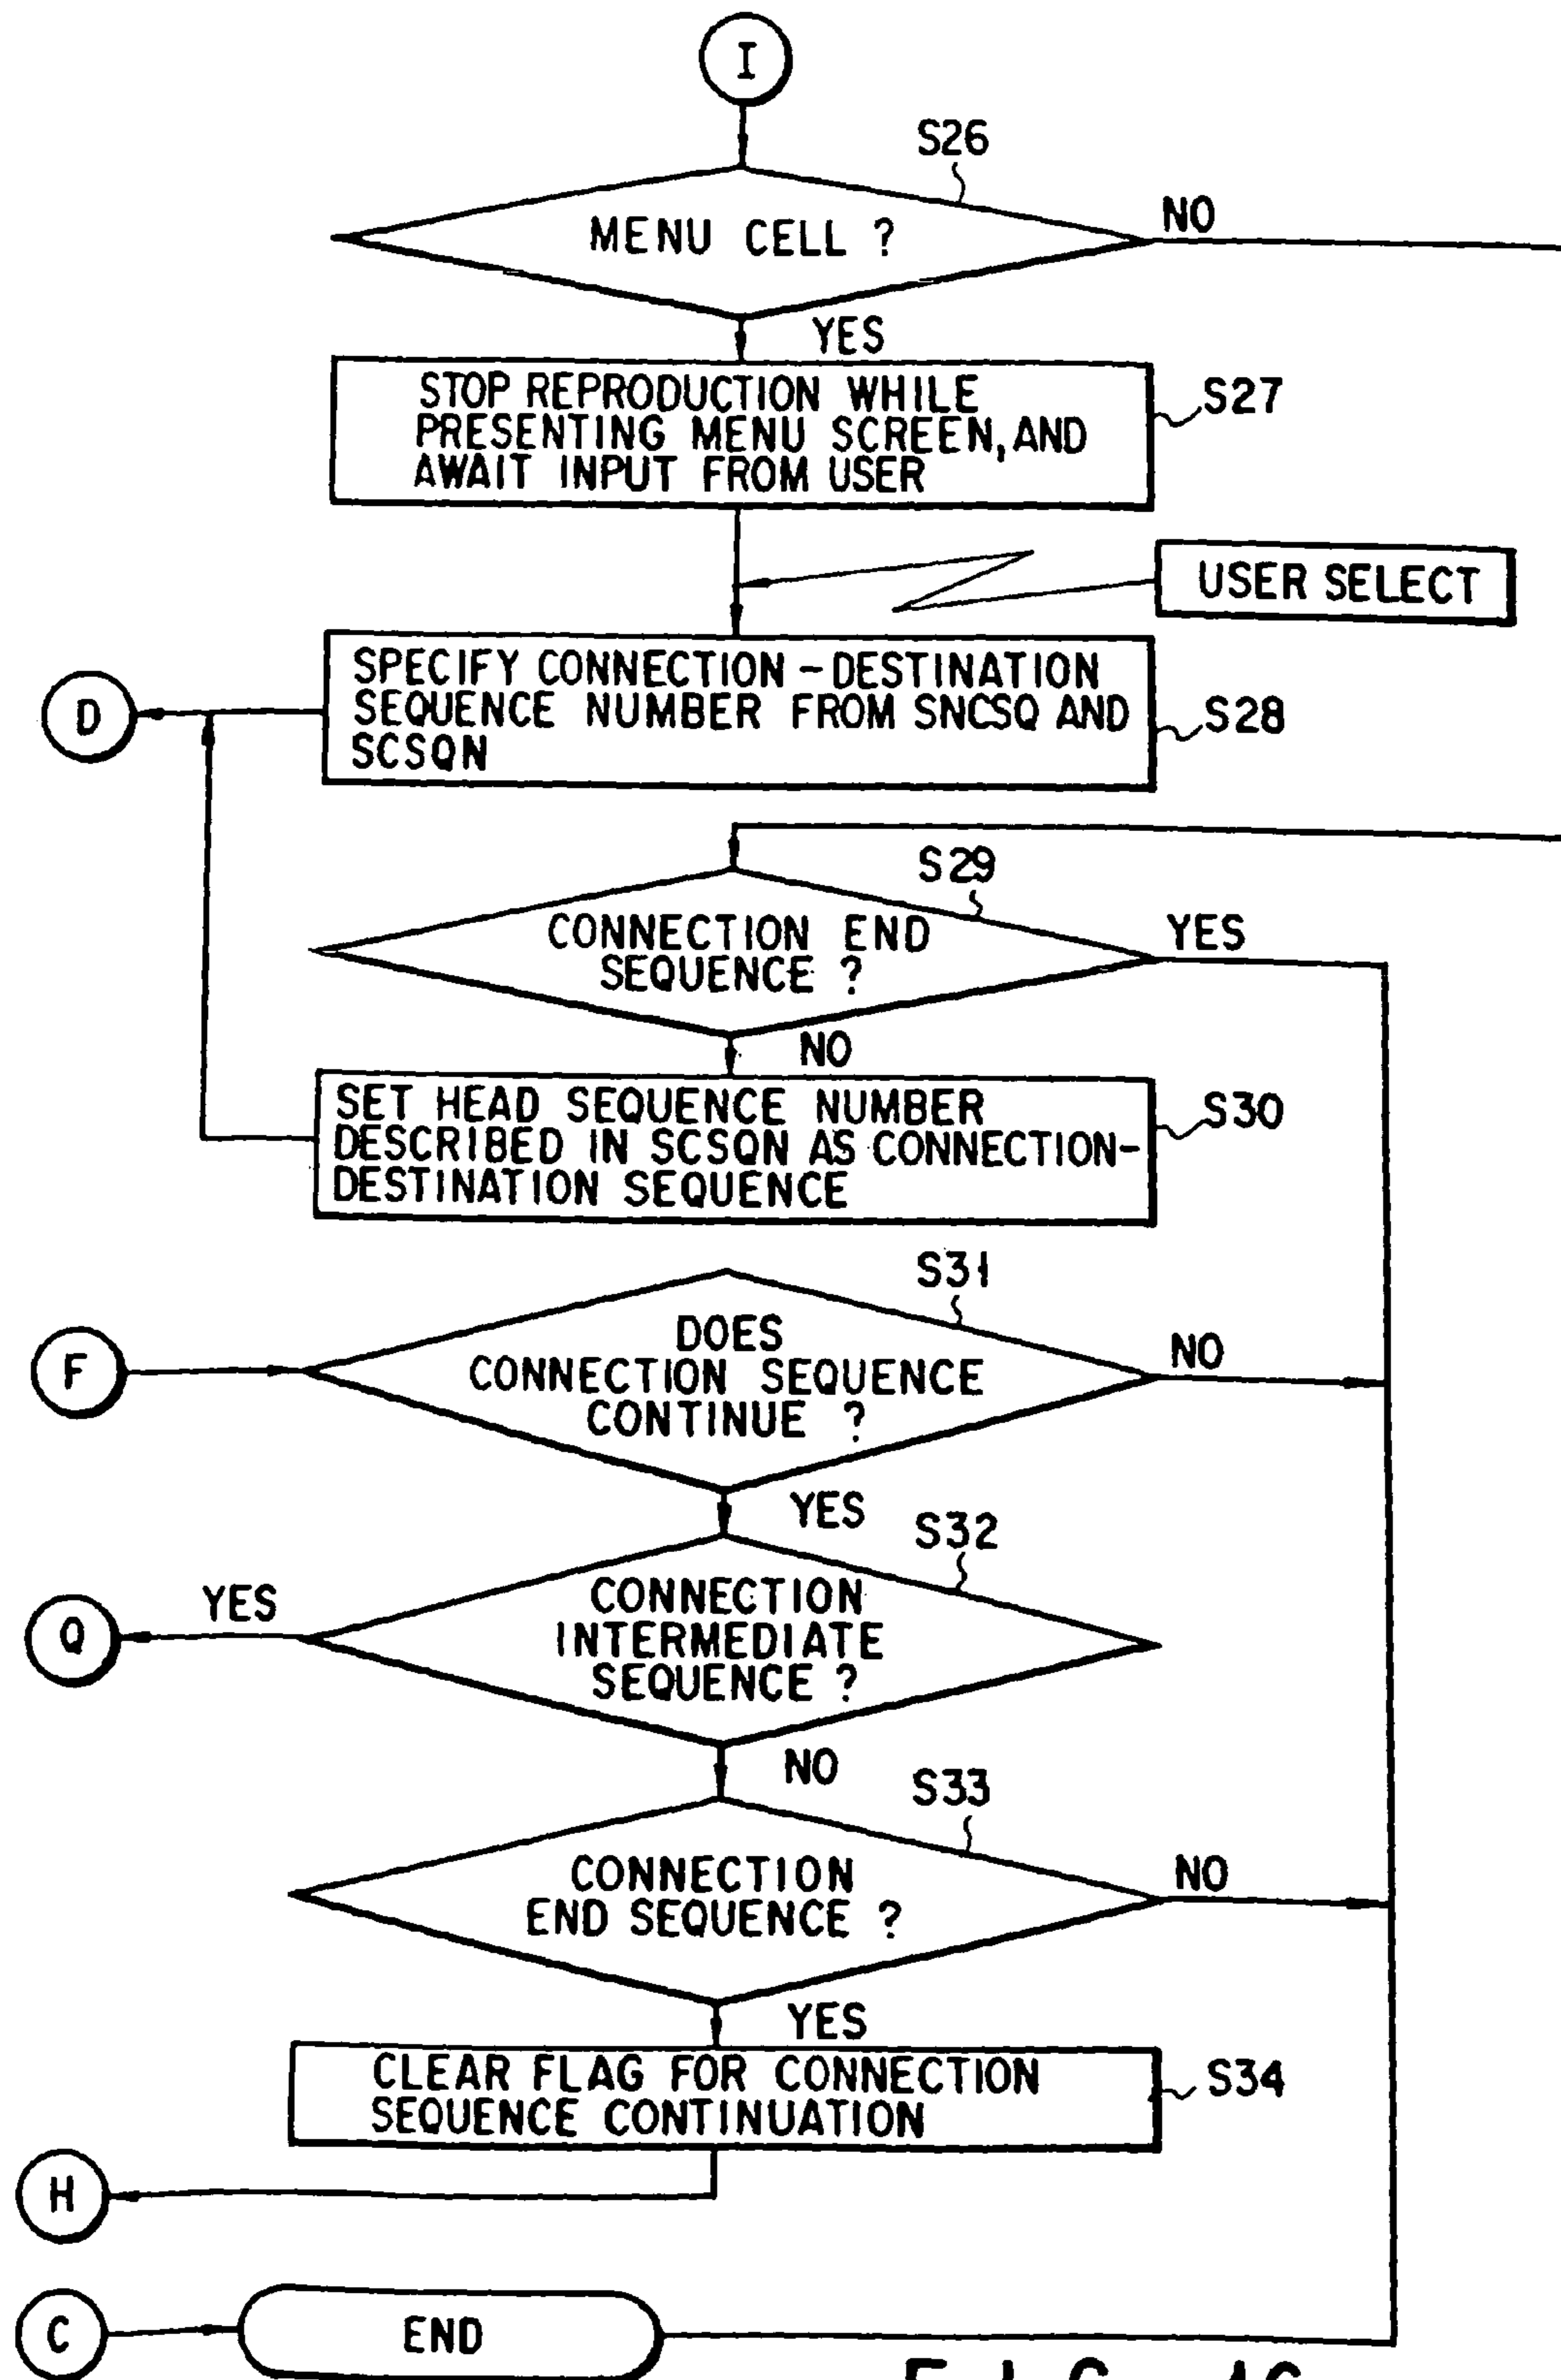 I
S26
MENU CELL ?
NO
YES
STOP REPRODUCTION WHILE
PRESENTING MENU SCREEN, AND
AWAIT INPUT FROM USER
S27
USER SELECT
SPECIFY CONNECTION-DESTINATION
SEQUENCE NUMBER FROM SNCSQ AND
SCSQN
S28
D
S29
CONNECTION END
SEQUENCE ?
YES
NO
SET HEAD SEQUENCE NUMBER
DESCRIBED IN SCSQN AS CONNECTION-
DESTINATION SEQUENCE
S30
S31
DOES
CONNECTION SEQUENCE
CONTINUE ?
F
NO
YES
S32
CONNECTION
INTERMEDIATE
SEQUENCE ?
YES
Q
NO
S33
CONNECTION
END SEQUENCE ?
NO
YES
CLEAR FLAG FOR CONNECTION
SEQUENCE CONTINUATION
S34
H
C
END